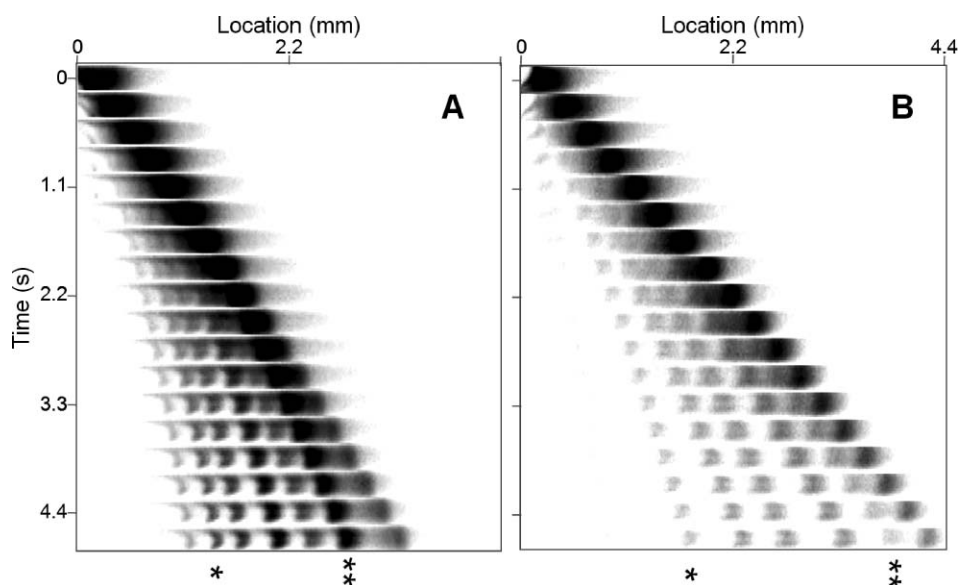 Location (mm)
Location (mm)
0
2.2
0
2.2
4.4
0
A
B
1.1
Time (s)
2.2
3.3
4.4
*
**
*
**